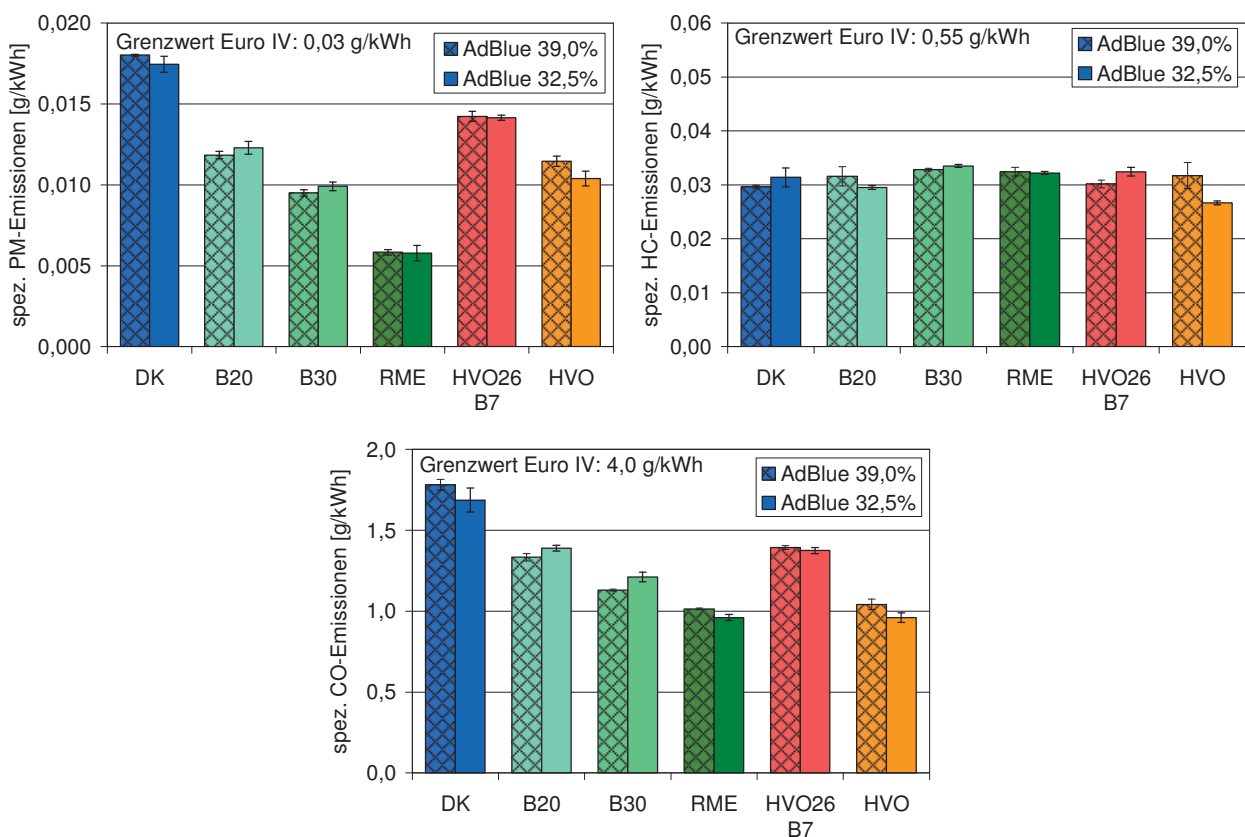 spez. PM-Emissionen [g/kWh]
0,020
0,015
0,010
0,005
0,000
Grenzwert Euro IV: 0,03 g/kWh
AdBlue 39,0%
AdBlue 32,5%
DK B20 B30 RME HVO26 HVO
B7
spez. HC-Emissionen [g/kWh]
0,06
0,05
0,04
0,03
0,02
0,01
0,00
Grenzwert Euro IV: 0,55 g/kWh
AdBlue 39,0%
AdBlue 32,5%
DK B20 B30 RME HVO26 HVO
B7
spez. CO-Emissionen [g/kWh]
2,0
1,5
1,0
0,5
0,0
Grenzwert Euro IV: 4,0 g/kWh
AdBlue 39,0%
AdBlue 32,5%
DK B20 B30 RME HVO26 HVO
B7